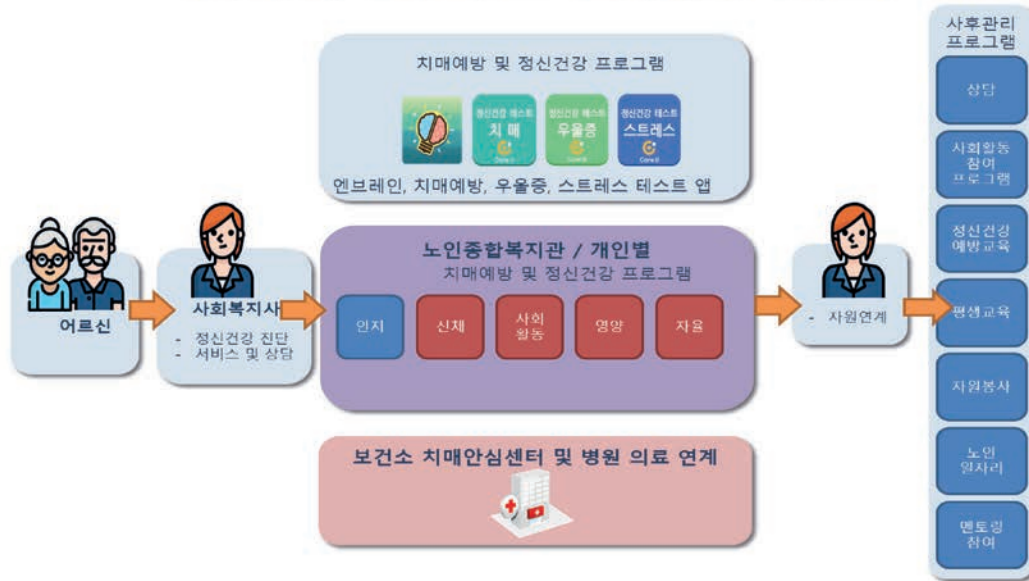 치매예방 및 정신건강 프로그램
정신건강 테스트
치 매
정신건강 테스트
우울증
정신건강 테스트
스트레스
엔브레인, 치매예방, 우울증, 스트레스 테스트 앱
어르신
사회복지사
- 정신건강 진단
- 서비스 및 상담
노인종합복지관 / 개인별
치매예방 및 정신건강 프로그램
인지
신체
사회
활동
영양
자율
보건소 치매안심센터 및 병원 의료 연계
- 자원연계
사후관리
프로그램
상담
사회활동
참여
프로그램
정신건강
예방교육
평생교육
자원봉사
노인
일자리
멘토링
참여